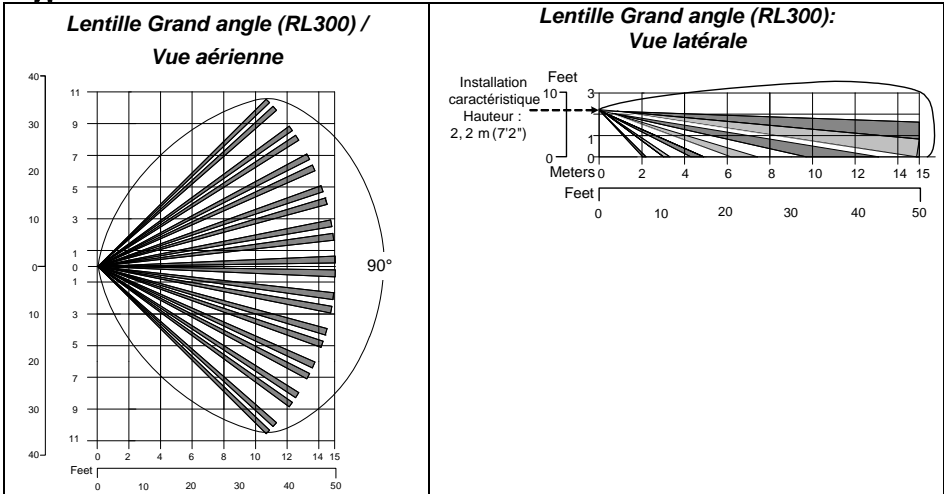 Lentille Grand angle (RL300) /
Vue aérienne
40
30
20
10
0
10
20
30
40
11
9
7
5
3
1
0
1
3
5
7
9
11
90°
0 2 4 6 8 10 12 14 15
Feet
0 10 20 30 40 50
Lentille Grand angle (RL300):
Vue latérale
Installation
caractéristique
Hauteur :
2, 2 m (7'2")
Feet
10
0
3
1
0
Meters
0 2 4 6 8 10 12 14 15
Feet
0 10 20 30 40 50